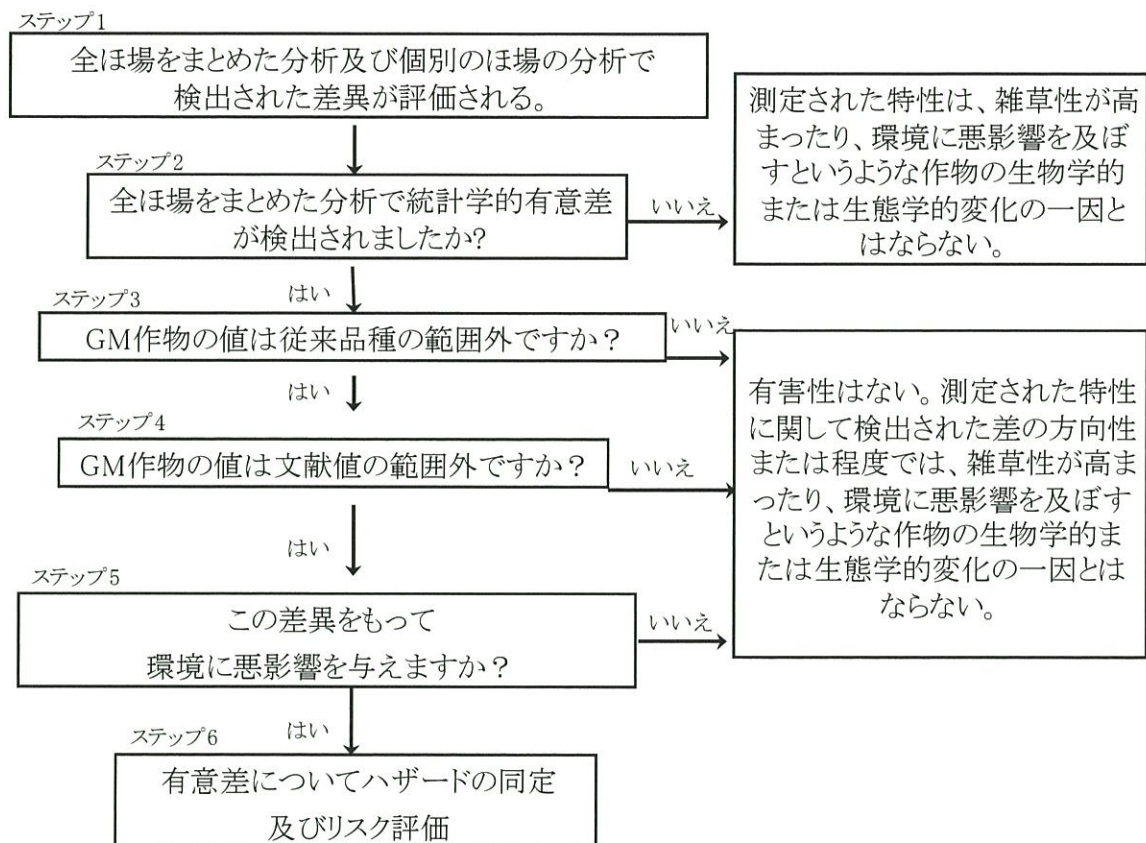 ステップ1
全ほ場をまとめた分析及び個別のほ場の分析で
検出された差異が評価される。
測定された特性は、雑草性が高
まったり、環境に悪影響を及ぼ
すというような作物の生物学的
または生態学的変化の一因と
はならない。
ステップ2
全ほ場をまとめた分析で統計学的有意差
が検出されましたか?
いいえ
はい
ステップ3
GM作物の値は従来品種の範囲外ですか?
いいえ
はい
有害性はない。測定された特性
に関して検出された差の方向性
または程度では、雑草性が高ま
ったり、環境に悪影響を及ぼす
というような作物の生物学的ま
たは生態学的変化の一因とは
ならない。
ステップ4
GM作物の値は文献値の範囲外ですか?
いいえ
はい
ステップ5
この差異をもって
環境に悪影響を与えますか?
いいえ
はい
ステップ6
有意差についてハザードの同定
及びリスク評価